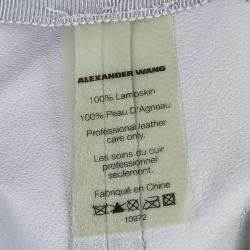 ALEXANDER WANG
100% Lambskin
100% Peau D'Agneau
Professional leather
care only.
Les soins du cuir
professionnel
seulement.
Fabriqué en Chine
10972